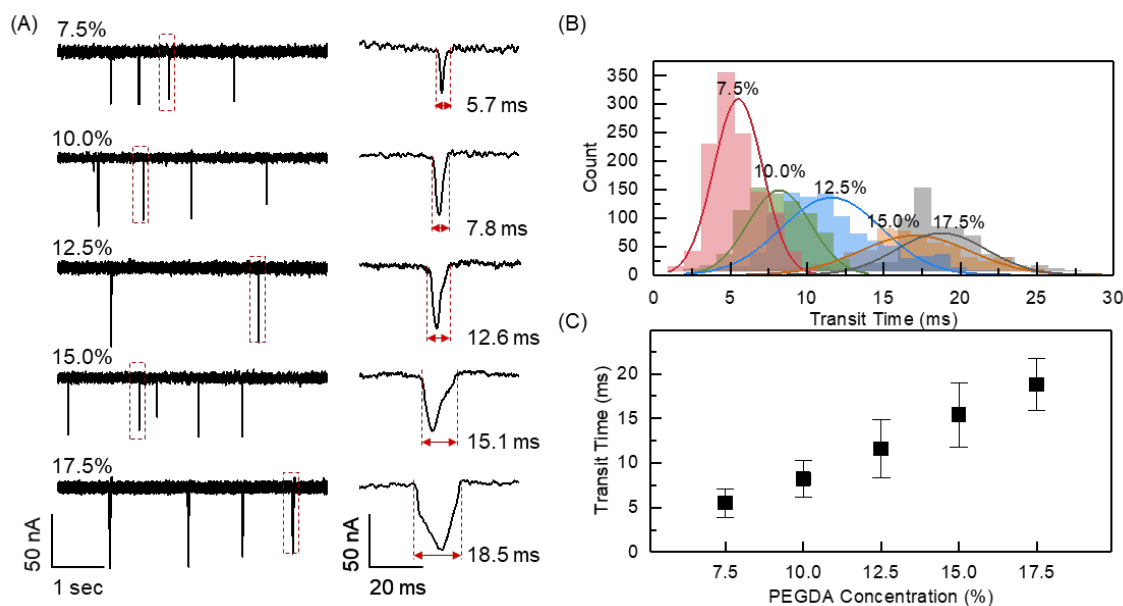 (A)
7.5%
5.7 ms
10.0%
7.8 ms
12.5%
12.6 ms
15.0%
15.1 ms
17.5%
18.5 ms
50 nA
1 sec
50 nA
20 ms
(B)
350
300
250
200
150
100
50
0
Count
7.5%
10.0%
12.5%
15.0%
17.5%
0 5 10 15 20 25 30
Transit Time (ms)
(C)
20
15
10
5
0
Transit Time (ms)
7.5 10.0 12.5 15.0 17.5
PEGDA Concentration (%)